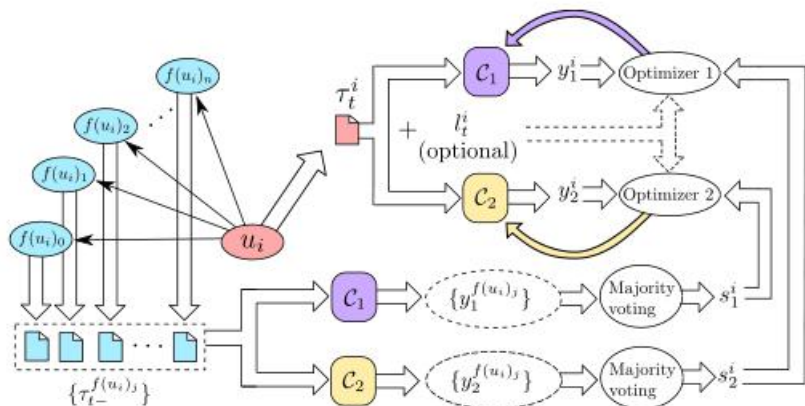 f(u_i)_n
f(u_i)_2
⋰
f(u_i)_1
f(u_i)_0
u_i
τ_t^i
+
l_t^i
(optional)
C_1
y_1^i
Optimizer 1
C_2
y_2^i
Optimizer 2
⋯
{τ_{t-}^{f(u_i)_j}}
C_1
{y_1^{f(u_i)_j}}
Majority
voting
s_1^i
C_2
{y_2^{f(u_i)_j}}
Majority
voting
s_2^i